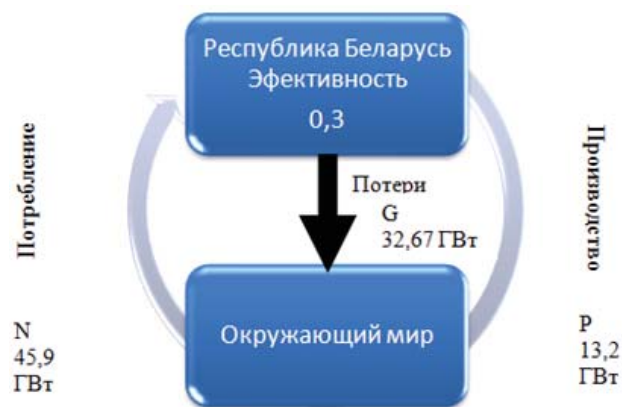 Республика Беларусь
Эфективность
0,3
Потребление
Потери
G
32,67 ГВт
Производство
Окружающий мир
N
45,9
ГВт
P
13,2
ГВт